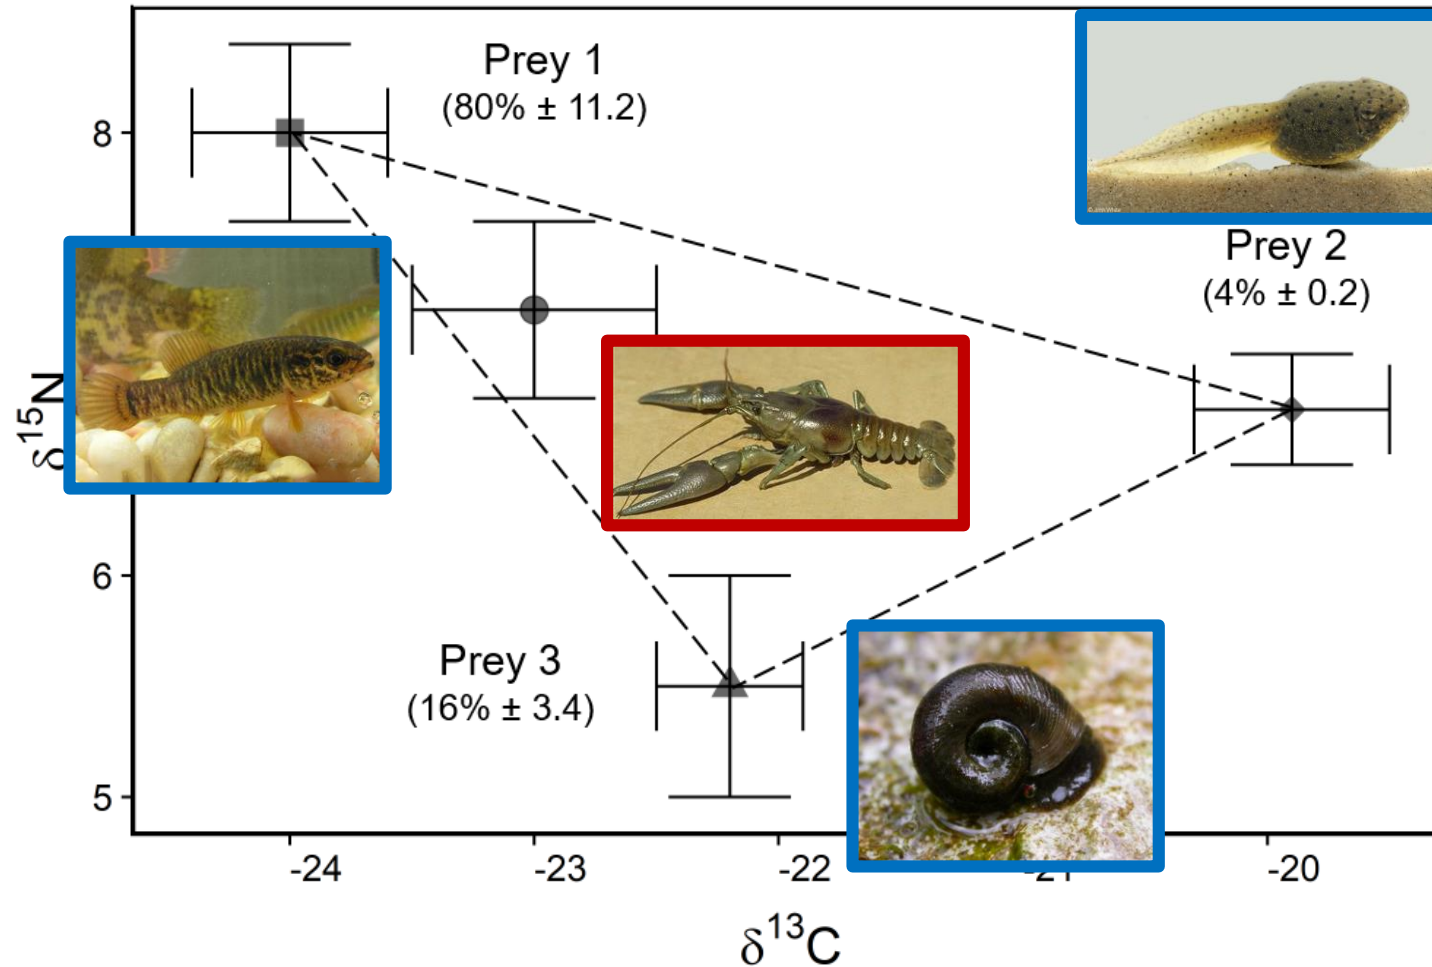 Prey 1
(80% ± 11.2)
8
Prey 2
(4% ± 0.2)
δ¹⁵N
6
Prey 3
(16% ± 3.4)
5
-24
-23
-22
-20
δ¹³C